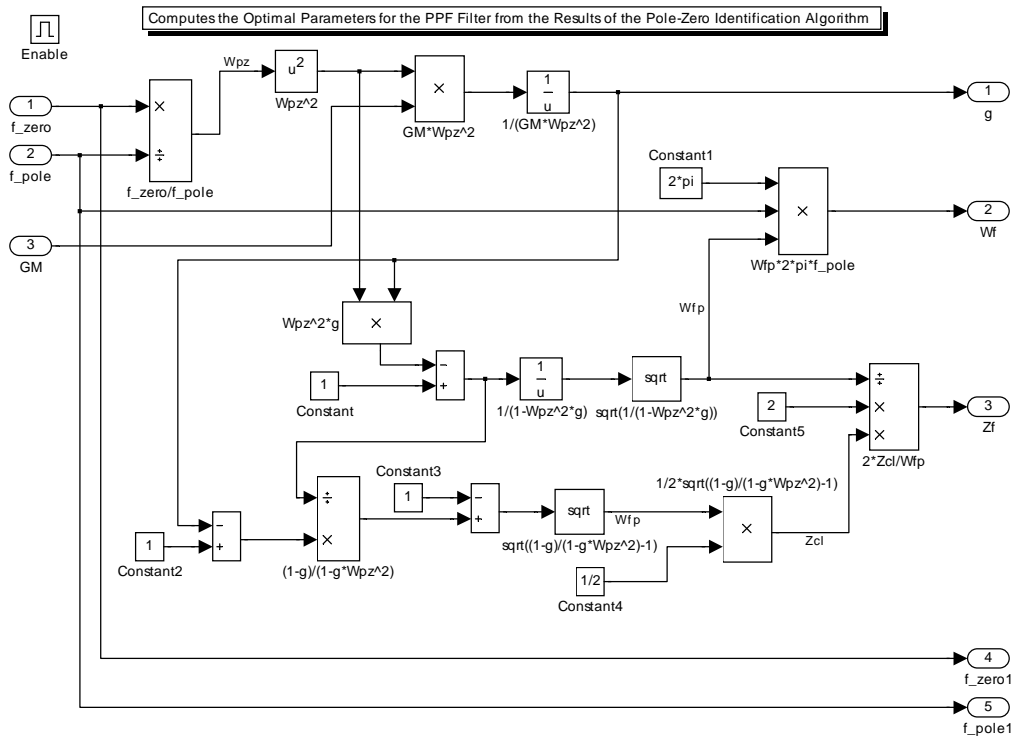 Computes the Optimal Parameters for the PPF Filter from the Results of the Pole-Zero Identification Algorithm
Enable
1
f_zero
2
f_pole
3
GM
×
÷
f_zero/f_pole
Wpz
u²
Wpz^2
×
GM*Wpz^2
1
u
1/(GM*Wpz^2)
1
g
Constant1
2*pi
×
Wfp*2*pi*f_pole
2
Wf
Wpz^2*g
×
Wfp
1
Constant
−
+
1
u
1/(1-Wpz^2*g)
sqrt
sqrt(1/(1-Wpz^2*g))
2
Constant5
÷
×
×
2*Zcl/Wfp
3
Zf
1
Constant2
−
+
÷
×
(1-g)/(1-g*Wpz^2)
Constant3
1
−
+
sqrt
Wfp
sqrt((1-g)/(1-g*Wpz^2)-1)
1/2*sqrt((1-g)/(1-g*Wpz^2)-1)
×
Zcl
1/2
Constant4
4
f_zero1
5
f_pole1